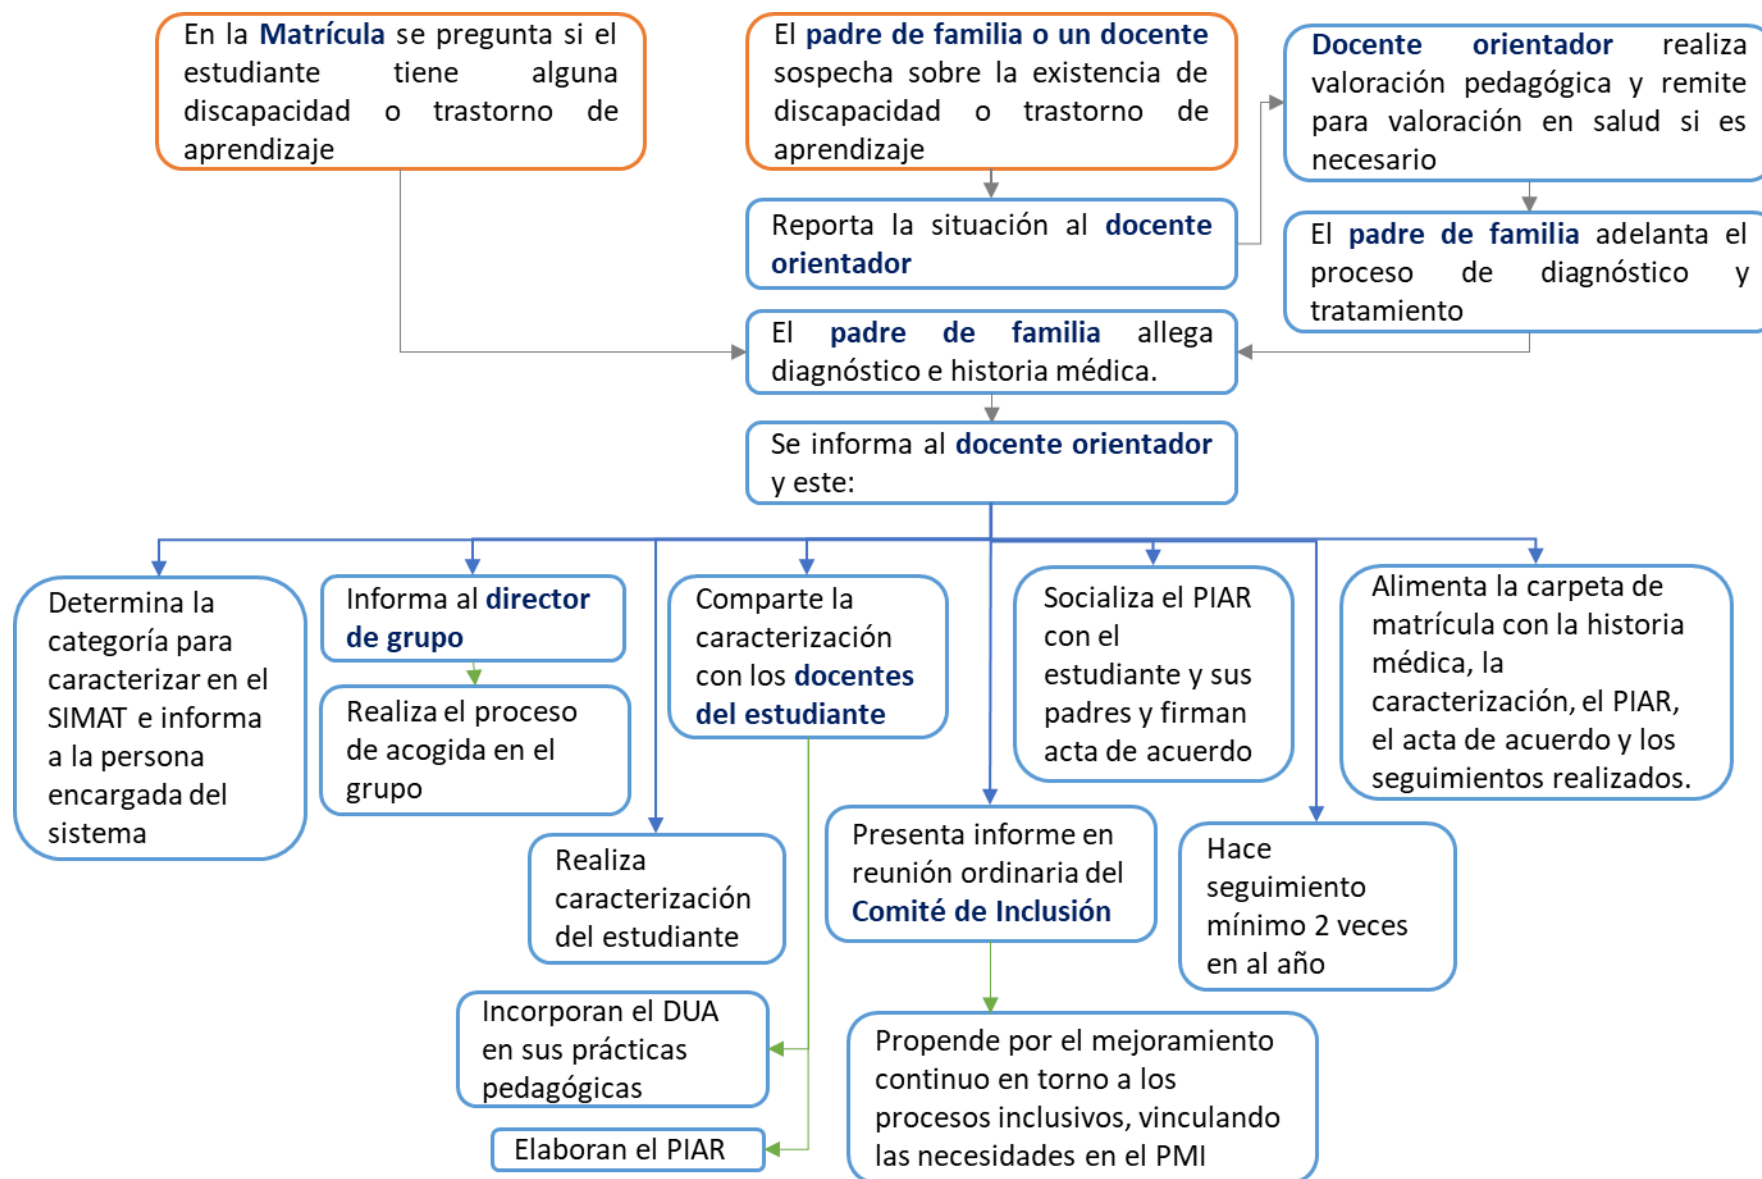 En la Matrícula se pregunta si el
estudiante tiene alguna
discapacidad o trastorno de
aprendizaje
El padre de familia o un docente
sospecha sobre la existencia de
discapacidad o trastorno de
aprendizaje
Docente orientador realiza
valoración pedagógica y remite
para valoración en salud si es
necesario
Reporta la situación al docente
orientador
El padre de familia adelanta el
proceso de diagnóstico y
tratamiento
El padre de familia allega
diagnóstico e historia médica.
Se informa al docente orientador
y este:
Determina la
categoría para
caracterizar en el
SIMAT e informa
a la persona
encargada del
sistema
Informa al director
de grupo
Realiza el proceso
de acogida en el
grupo
Realiza
caracterización
del estudiante
Comparte la
caracterización
con los docentes
del estudiante
Incorporan el DUA
en sus prácticas
pedagógicas
Elaboran el PIAR
Presenta informe en
reunión ordinaria del
Comité de Inclusión
Propende por el mejoramiento
continuo en torno a los
procesos inclusivos, vinculando
las necesidades en el PMI
Socializa el PIAR
con el
estudiante y sus
padres y firman
acta de acuerdo
Hace
seguimiento
mínimo 2 veces
en al año
Alimenta la carpeta de
matrícula con la historia
médica, la
caracterización, el PIAR,
el acta de acuerdo y los
seguimientos realizados.